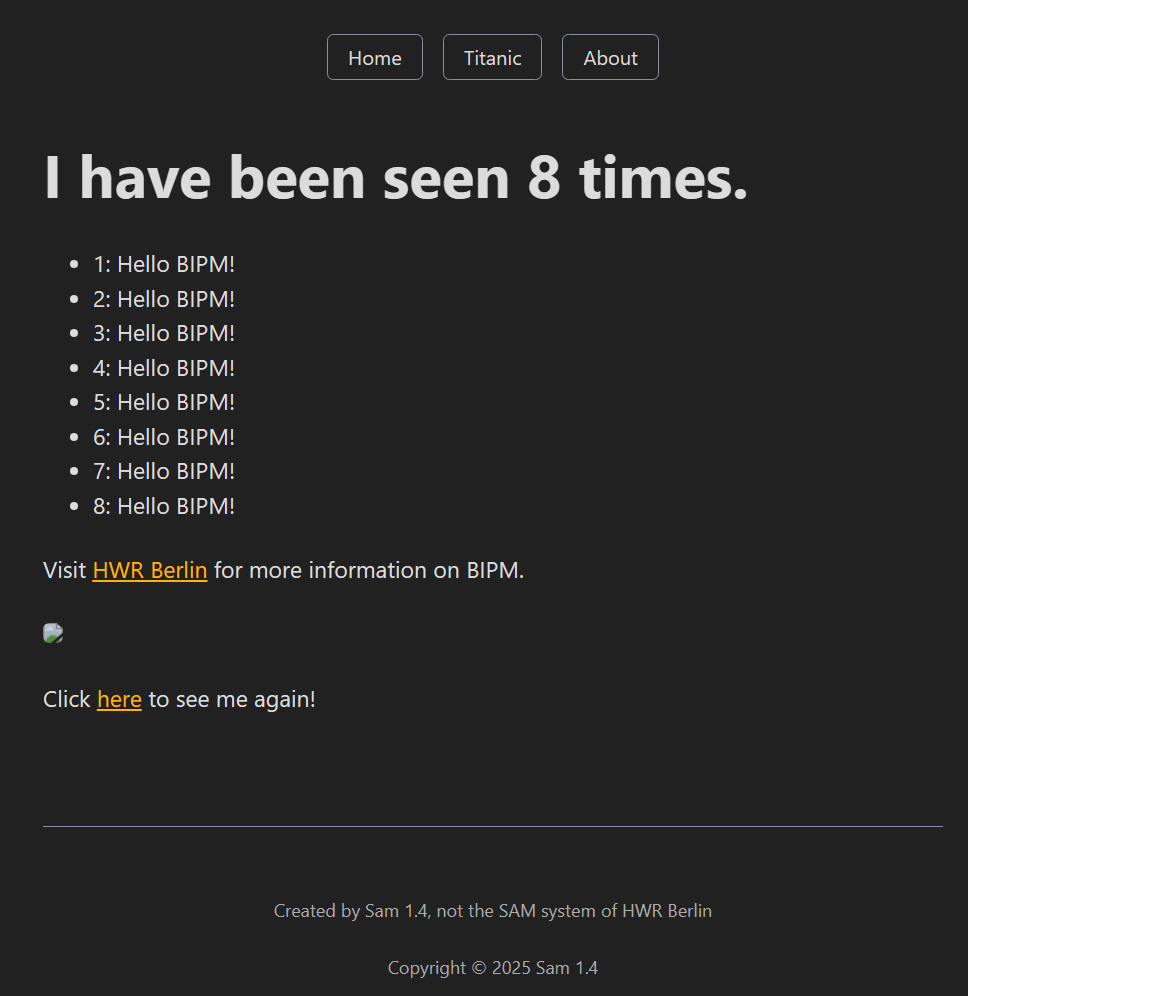 Home Titanic About
I have been seen 8 times.
1: Hello BIPM!
2: Hello BIPM!
3: Hello BIPM!
4: Hello BIPM!
5: Hello BIPM!
6: Hello BIPM!
7: Hello BIPM!
8: Hello BIPM!
Visit HWR Berlin for more information on BIPM.
Click here to see me again!
Created by Sam 1.4, not the SAM system of HWR Berlin
Copyright © 2025 Sam 1.4